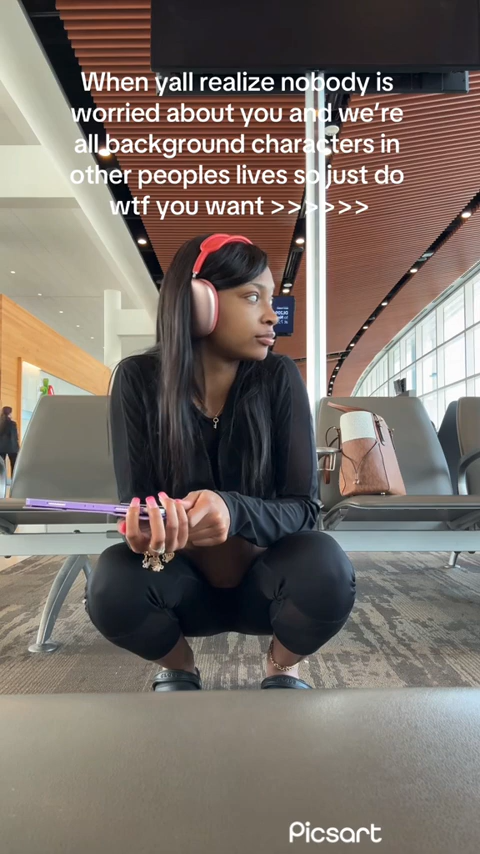 When yall realize nobody is
worried about you and we're
all background characters in
other peoples lives so just do
wtf you want >>>>>>
Picsart